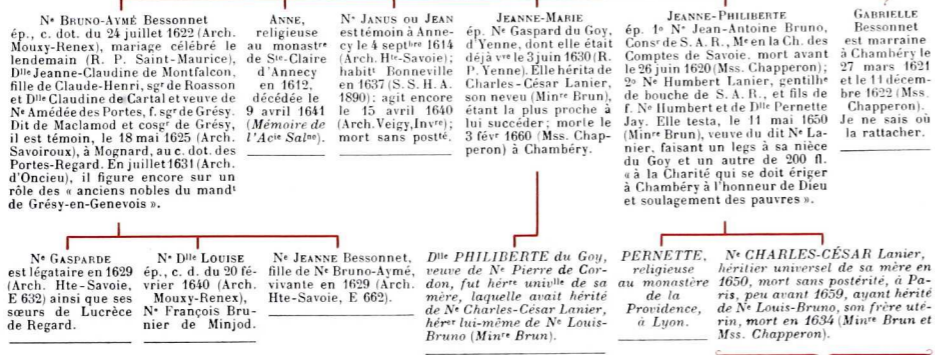 Nᵉ BRUNO-AYMÉ Bessonnet
ép., c. dot. du 24 juillet 1622 (Arch.
Mouxy-Renex), mariage célébré le
lendemain (R. P. Saint-Maurice),
Dˡˡᵉ Jeanne-Claudine de Montfalcon,
fille de Claude-Henri, sgʳ de Roasson
et Dˡˡᵉ Claudine de Cartal et veuve de
Nᵉ Amédée des Portes, f. sgʳ de Grésy.
Dit de Maclamod et cosgʳ de Grésy,
il est témoin, le 18 mai 1625 (Arch.
Savoiroux), à Mognard, au c. dot. des
Portes-Regard. En juillet 1631 (Arch.
d'Oncieu), il figure encore sur un
rôle des « anciens nobles du mandᵗ
de Grésy-en-Genevois ».
ANNE,
religieuse
au monastʳᵉ
de Sᵗᵉ-Claire
d'Annecy
en 1612,
décédée le
9 avril 1641
(Mémoire de
l'Acⁱᵉ Salⁿᵉ).
Nᵉ JANUS ou JEAN
est témoin à Anne-
cy le 4 septᵇʳᵉ 1614
(Arch. Hᵗᵉ-Savoie);
habitᵗ Bonneville
en 1637 (S. S. H. A.
1890); agit encore
le 15 avril 1640
(Arch. Veigy, Invʳᵉ);
mort sans postᵗᵉ.
JEANNE-MARIE
ép. Nᵉ Gaspard du Goy,
d'Yenne, dont elle était
déjà vᵛᵉ le 3 juin 1630 (R.
P. Yenne). Elle hérita de
Charles-César Lanier,
son neveu (Minʳᵉ Brun),
étant la plus proche à
lui succéder; morte le
3 févʳ 1660 (Mss. Chap-
peron) à Chambéry.
JEANNE-PHILIBERTE
ép. 1º Nᵉ Jean-Antoine Bruno,
Consʳ de S. A. R., Mᵉ en la Ch. des
Comptes de Savoie, mort avant
le 26 juin 1620 (Mss. Chapperon);
2º Nᵉ Humbert Lanier, gentilhᵉ
de bouche de S. A. R., et fils de
f. Nᵉ Humbert et de Dˡˡᵉ Pernette
Jay. Elle testa, le 11 mai 1650
(Minʳᵉ Brun), veuve du dit Nᵉ La-
nier, faisant un legs à sa nièce
du Goy et un autre de 200 fl.
« à la Charité qui se doit ériger
à Chambéry à l'honneur de Dieu
et soulagement des pauvres ».
GABRIELLE
Bessonnet
est marraine
à Chambéry le
27 mars 1621
et le 11 décem-
bre 1622 (Mss.
Chapperon).
Je ne sais où
la rattacher.
Nᵉ GASPARDE
est légataire en 1629
(Arch. Hte-Savoie,
E 632) ainsi que ses
sœurs de Lucrèce
de Regard.
Nᵉ Dˡˡᵉ LOUISE
ép., c. d. du 20 fé-
vrier 1640 (Arch.
Mouxy-Renex),
Nᵉ François Bru-
nier de Minjod.
Nᵉ JEANNE Bessonnet,
fille de Nᵉ Bruno-Aymé,
vivante en 1629 (Arch.
Hte-Savoie, E 662).
Dˡˡᵉ PHILIBERTE du Goy,
veuve de Nᵉ Pierre de Cor-
don, fut hérʳᵉ univˡˡᵉ de sa
mère, laquelle avait hérité
de Nᵉ Charles-César Lanier,
hérᵉʳ lui-même de Nᵉ Louis-
Bruno (Minʳᵉ Brun).
PERNETTE,
religieuse
au monastère
de la
Providence,
à Lyon.
Nᵉ CHARLES-CÉSAR Lanier,
héritier universel de sa mère en
1650, mort sans postérité, à Pa-
ris, peu avant 1659, ayant hérité
de Nᵉ Louis-Bruno, son frère uté-
rin, mort en 1634 (Minʳᵉ Brun et
Mss. Chapperon).